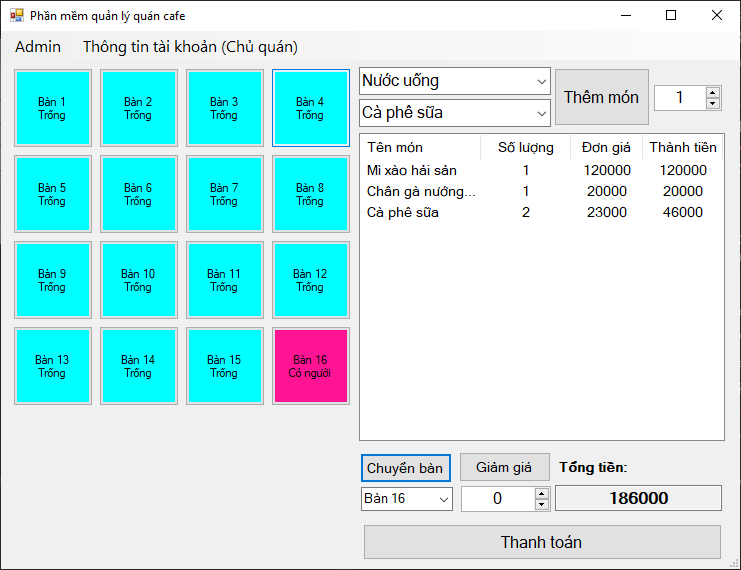 Phần mềm quản lý quán cafe
Admin Thông tin tài khoản (Chủ quán)
Bàn 1
Trống
Bàn 2
Trống
Bàn 3
Trống
Bàn 4
Trống
Bàn 5
Trống
Bàn 6
Trống
Bàn 7
Trống
Bàn 8
Trống
Bàn 9
Trống
Bàn 10
Trống
Bàn 11
Trống
Bàn 12
Trống
Bàn 13
Trống
Bàn 14
Trống
Bàn 15
Trống
Bàn 16
Có người
Nước uống
Cà phê sữa
Thêm món
1
Tên món Số lượng Đơn giá Thành tiền
Mì xào hải sản 1 120000 120000
Chân gà nướng... 1 20000 20000
Cà phê sữa 2 23000 46000
Chuyển bàn Giảm giá Tổng tiền:
Bàn 16 0 186000
Thanh toán